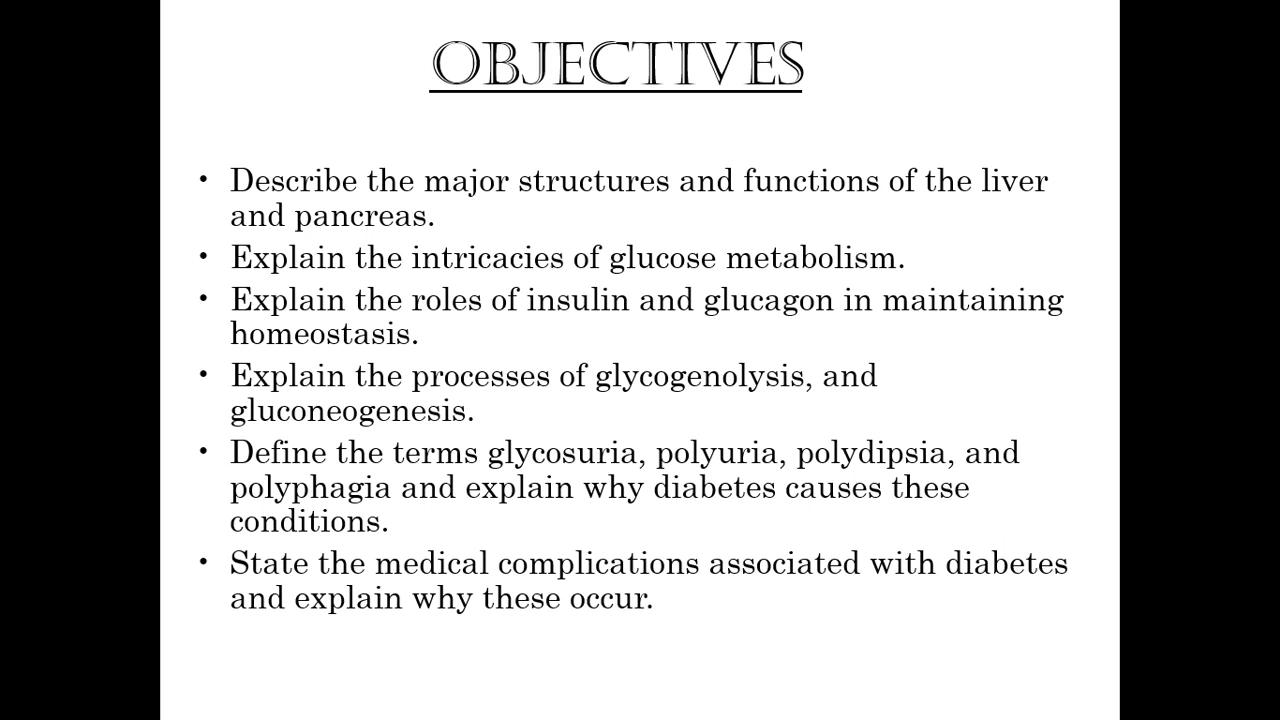 OBJECTIVES
• Describe the major structures and functions of the liver
and pancreas.
• Explain the intricacies of glucose metabolism.
• Explain the roles of insulin and glucagon in maintaining
homeostasis.
• Explain the processes of glycogenolysis, and
gluconeogenesis.
• Define the terms glycosuria, polyuria, polydipsia, and
polyphagia and explain why diabetes causes these
conditions.
• State the medical complications associated with diabetes
and explain why these occur.